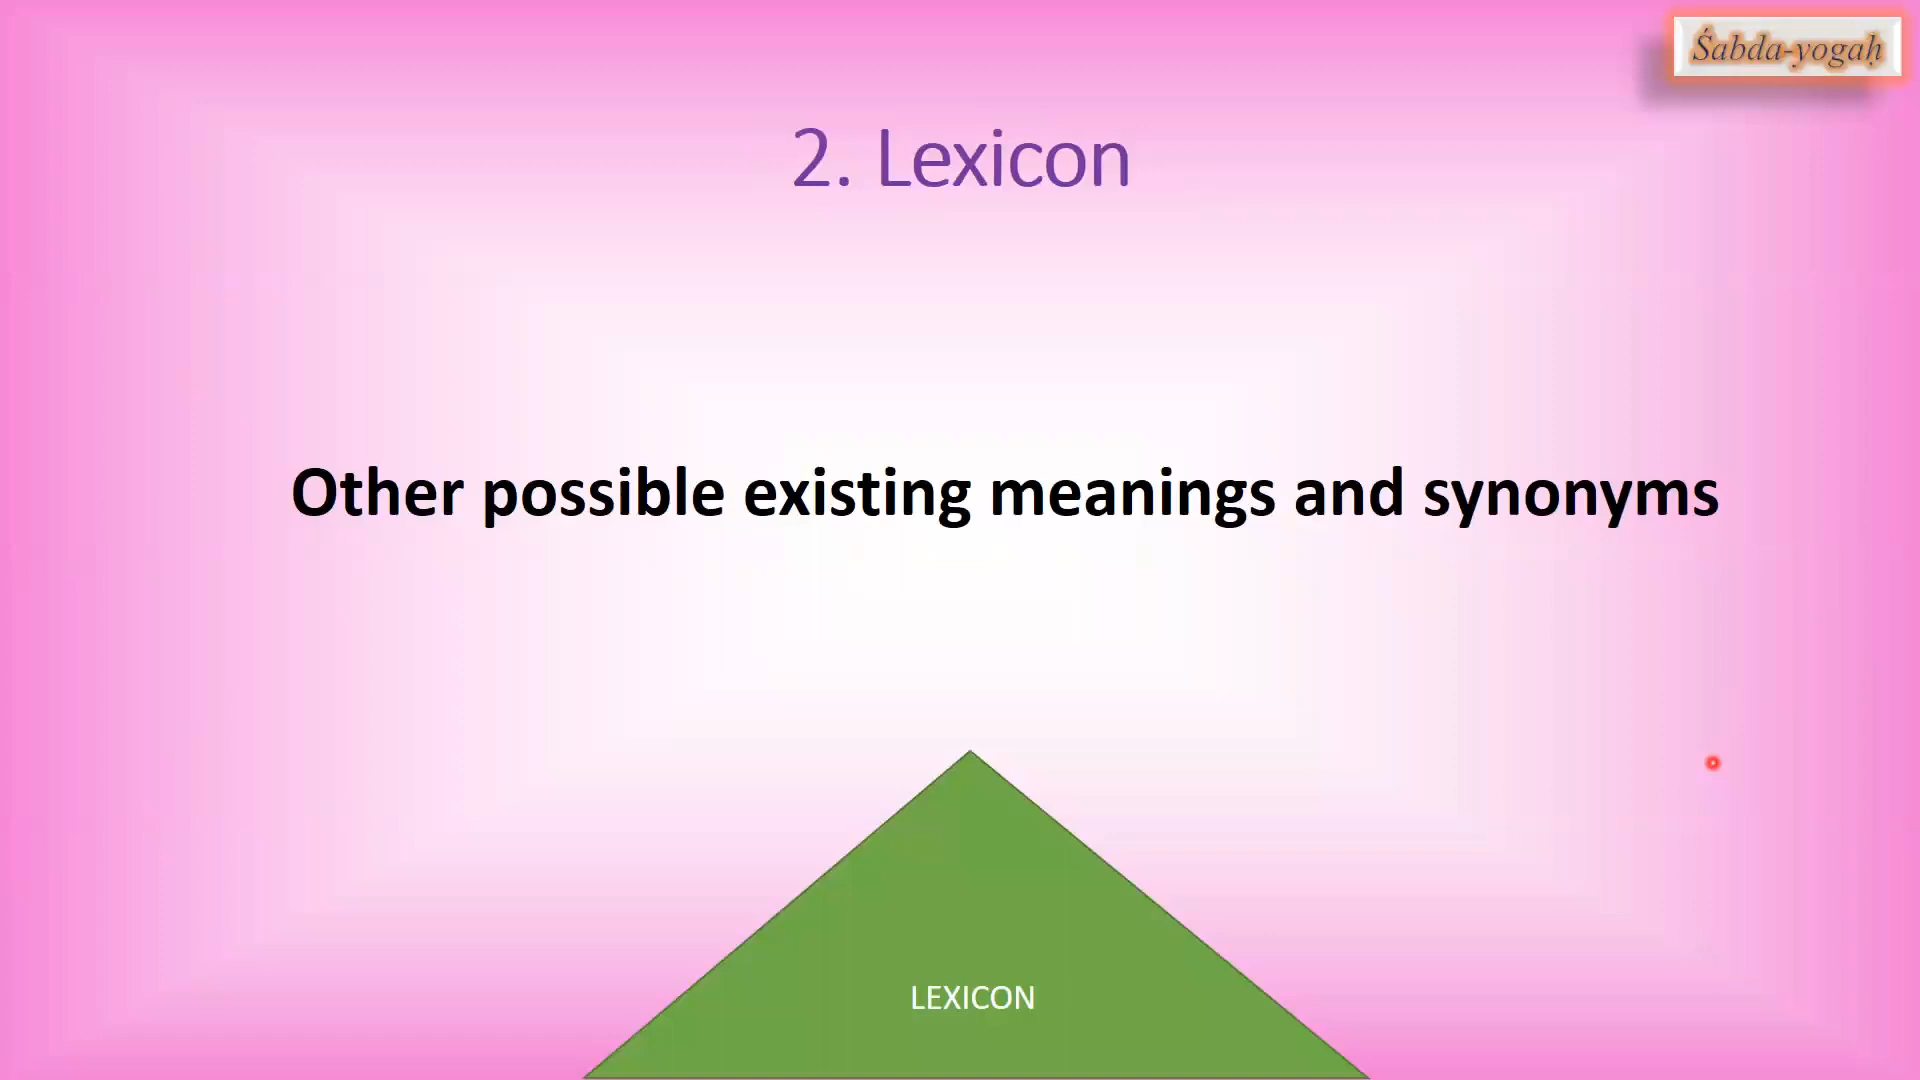 Śabda-yogaḥ
2. Lexicon
Other possible existing meanings and synonyms
LEXICON